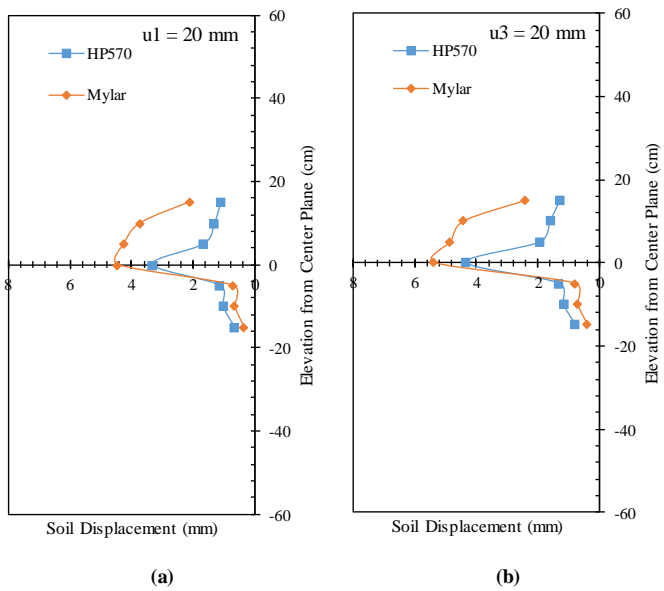 u1 = 20 mm
HP570
Mylar
60
40
20
0
-20
-40
-60
8
6
4
2
0
Elevation from Center Plane (cm)
Soil Displacement (mm)
(a)
u3 = 20 mm
HP570
Mylar
60
40
20
0
-20
-40
-60
8
6
4
2
0
Elevation from Center Plane (cm)
Soil Displacement (mm)
(b)